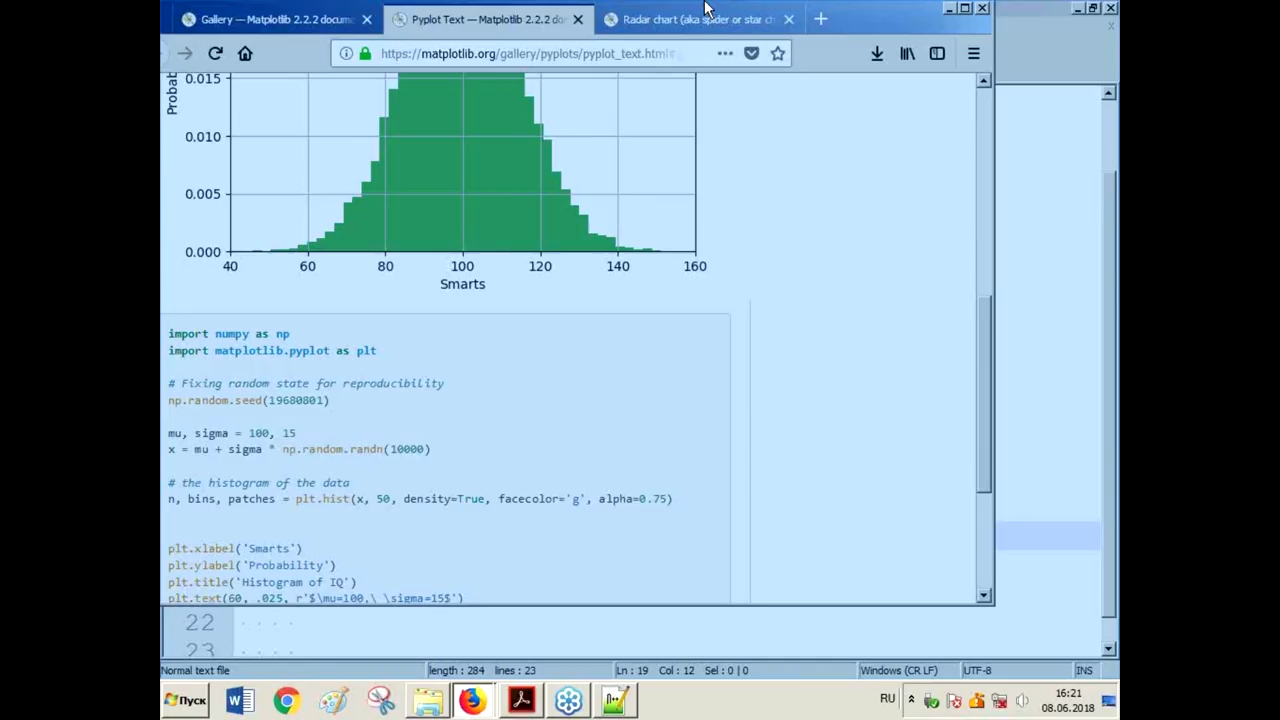 Gallery — Matplotlib 2.2.2 docume
Pyplot Text — Matplotlib 2.2.2 doc
Radar chart (aka spider or star ch
https://matplotlib.org/gallery/pyplots/pyplot_text.html#
Probab
0.015
0.010
0.005
0.000
40 60 80 100 120 140 160
Smarts
import numpy as np
import matplotlib.pyplot as plt
# Fixing random state for reproducibility
np.random.seed(19680801)
mu, sigma = 100, 15
x = mu + sigma * np.random.randn(10000)
# the histogram of the data
n, bins, patches = plt.hist(x, 50, density=True, facecolor='g', alpha=0.75)
plt.xlabel('Smarts')
plt.ylabel('Probability')
plt.title('Histogram of IQ')
plt.text(60, .025, r'$\mu=100,\ \sigma=15$')
22
23
Normal text file length : 284 lines : 23 Ln : 19 Col : 12 Sel : 0 | 0 Windows (CR LF) UTF-8 INS
Пуск RU 16:21
08.06.2018